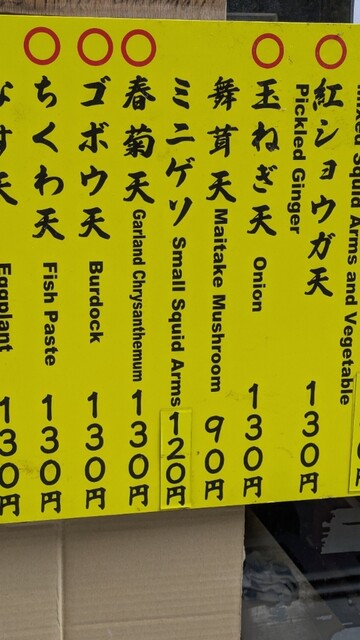 Mixed Squid Arms and Vegetable
○
紅ショウガ天
Pickled Ginger
130円
○
玉ねぎ天
Onion
130円
舞茸天
Maitake Mushroom
90円
ミニゲソ
Small Squid Arms
120円
○
春菊天
Garland Chrysanthemum
130円
○
ゴボウ天
Burdock
130円
○
ちくわ天
Fish Paste
130円
なす天
Eggplant
130円